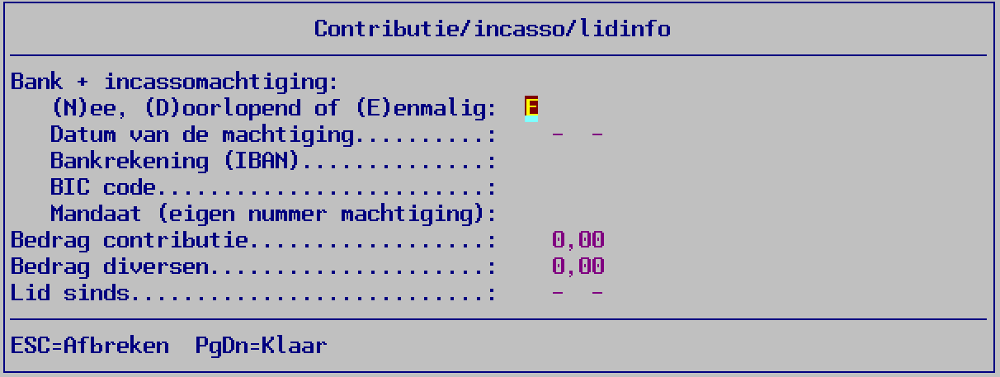 Contributie/incasso/lidinfo
Bank + incassomachtiging:
(N)ee, (D)oorlopend of (E)enmalig: E
Datum van de machtiging..........: - -
Bankrekening (IBAN)..............:
BIC code.........................:
Mandaat (eigen nummer machtiging):
Bedrag contributie..................: 0,00
Bedrag diversen.....................: 0,00
Lid sinds...........................: - -
ESC=Afbreken PgDn=Klaar